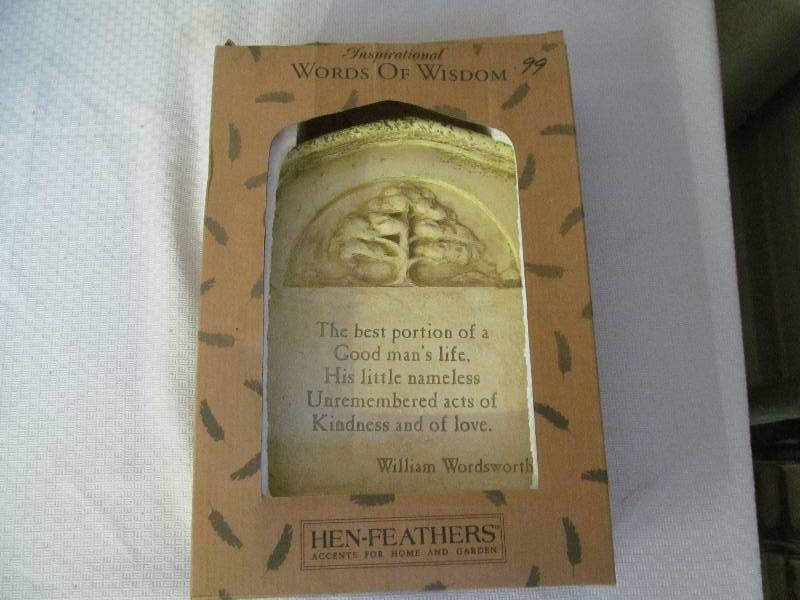 Inspirational
WORDS OF WISDOM '99
The best portion of a
Good man's life,
His little nameless
Unremembered acts of
Kindness and of love.
William Wordsworth
HEN-FEATHERS™
ACCENTS FOR HOME AND GARDEN